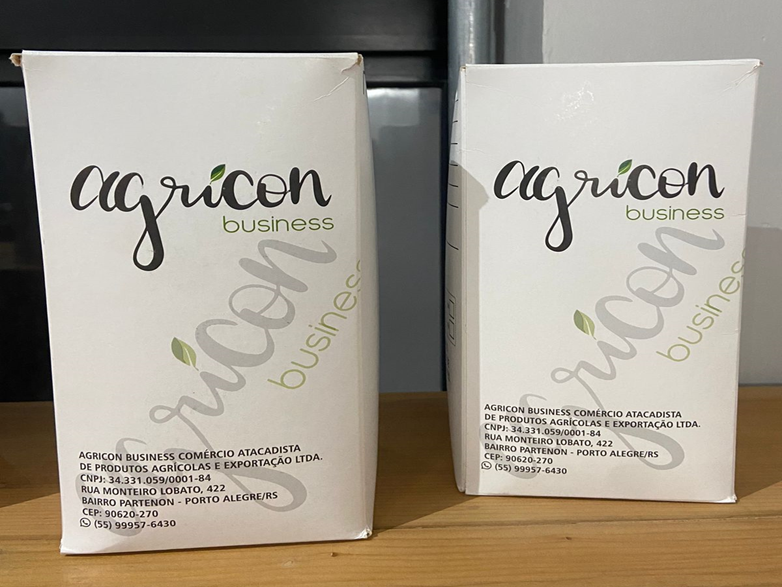 agricon
business
agricon
business
AGRICON BUSINESS COMÉRCIO ATACADISTA
DE PRODUTOS AGRÍCOLAS E EXPORTAÇÃO LTDA.
CNPJ: 34.331.059/0001-84
RUA MONTEIRO LOBATO, 422
BAIRRO PARTENON - PORTO ALEGRE/RS
CEP: 90620-270
(55) 99957-6430
agricon
business
agricon
business
AGRICON BUSINESS COMÉRCIO ATACADISTA
DE PRODUTOS AGRÍCOLAS E EXPORTAÇÃO LTDA.
CNPJ: 34.331.059/0001-84
RUA MONTEIRO LOBATO, 422
BAIRRO PARTENON - PORTO ALEGRE/RS
CEP: 90620-270
(55) 99957-6430